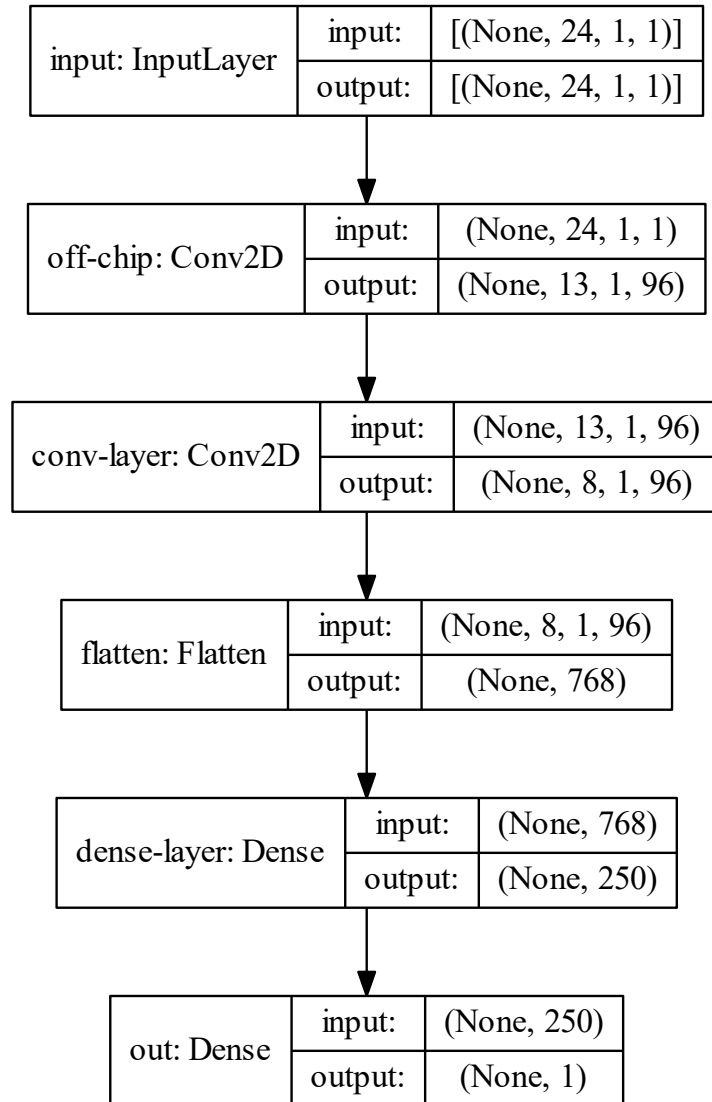 input: InputLayer
input:
[(None, 24, 1, 1)]
output:
[(None, 24, 1, 1)]
off-chip: Conv2D
input:
(None, 24, 1, 1)
output:
(None, 13, 1, 96)
conv-layer: Conv2D
input:
(None, 13, 1, 96)
output:
(None, 8, 1, 96)
flatten: Flatten
input:
(None, 8, 1, 96)
output:
(None, 768)
dense-layer: Dense
input:
(None, 768)
output:
(None, 250)
out: Dense
input:
(None, 250)
output:
(None, 1)